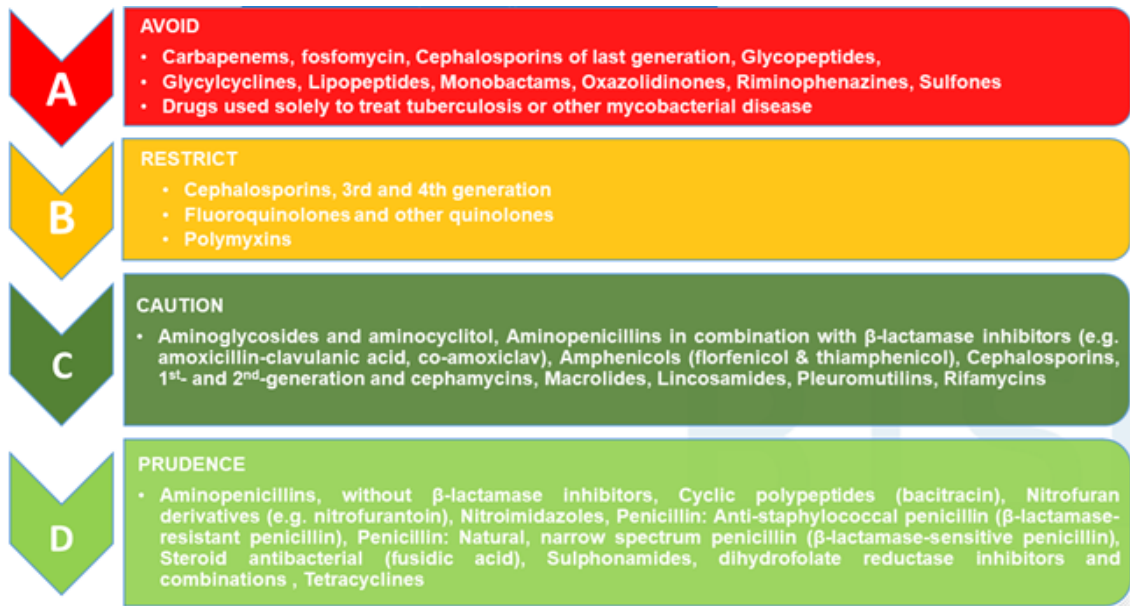 A
AVOID
• Carbapenems, fosfomycin, Cephalosporins of last generation, Glycopeptides,
• Glycylcyclines, Lipopeptides, Monobactams, Oxazolidinones, Riminophenazines, Sulfones
• Drugs used solely to treat tuberculosis or other mycobacterial disease
B
RESTRICT
• Cephalosporins, 3rd and 4th generation
• Fluoroquinolones and other quinolones
• Polymyxins
C
CAUTION
• Aminoglycosides and aminocyclitol, Aminopenicillins in combination with β-lactamase inhibitors (e.g.
amoxicillin-clavulanic acid, co-amoxiclav), Amphenicols (florfenicol & thiamphenicol), Cephalosporins,
1st- and 2nd-generation and cephamycins, Macrolides, Lincosamides, Pleuromutilins, Rifamycins
D
PRUDENCE
• Aminopenicillins, without β-lactamase inhibitors, Cyclic polypeptides (bacitracin), Nitrofuran
derivatives (e.g. nitrofurantoin), Nitroimidazoles, Penicillin: Anti-staphylococcal penicillin (β-lactamase-
resistant penicillin), Penicillin: Natural, narrow spectrum penicillin (β-lactamase-sensitive penicillin),
Steroid antibacterial (fusidic acid), Sulphonamides, dihydrofolate reductase inhibitors and
combinations , Tetracyclines